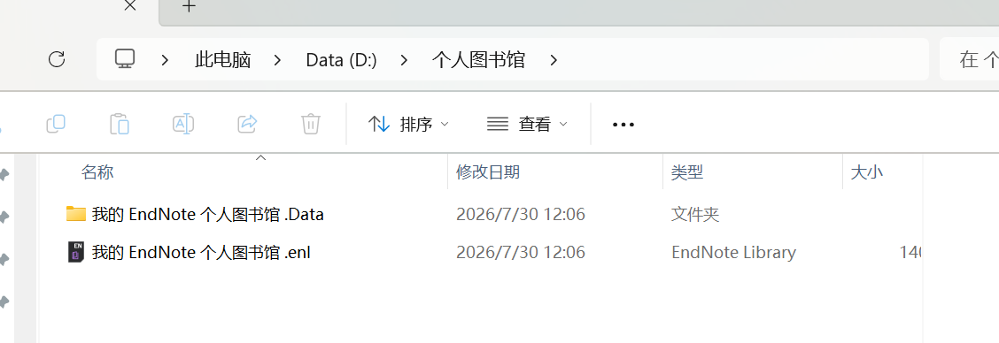 此电脑 > Data (D:) > 个人图书馆 > 在 个
排序 查看
名称 修改日期 类型 大小
我的 EndNote 个人图书馆 .Data 2026/7/30 12:06 文件夹
EN 我的 EndNote 个人图书馆 .enl 2026/7/30 12:06 EndNote Library 140